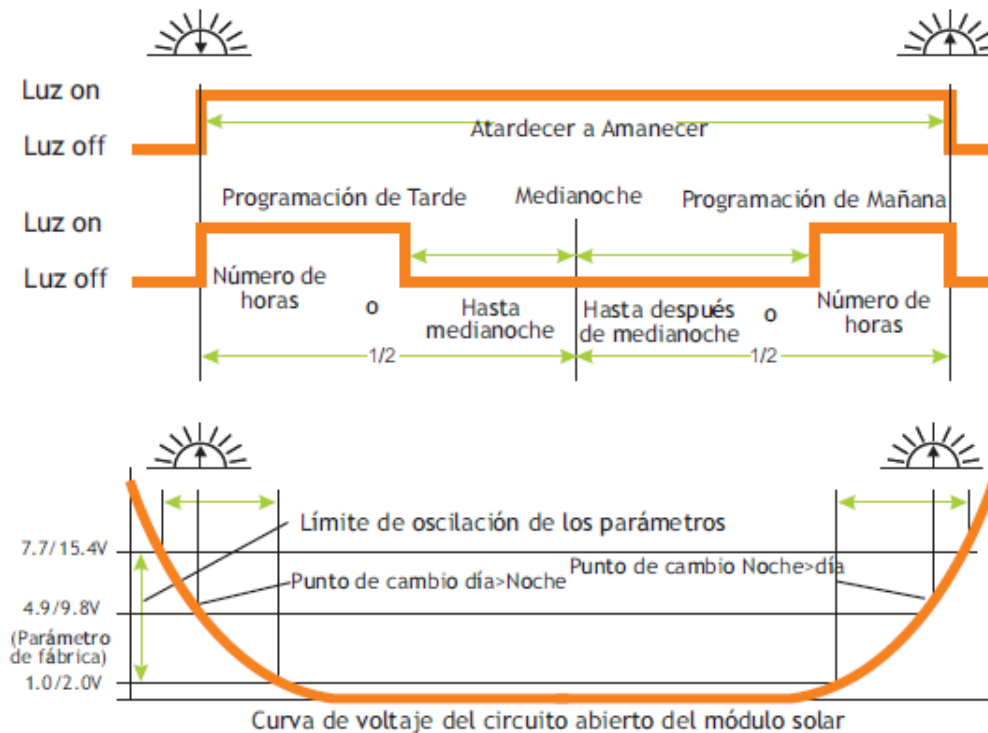 Luz on
Atardecer a Amanecer
Luz off
Programación de Tarde
Medianoche
Programación de Mañana
Luz on
Luz off
Número de
horas
o
Hasta
medianoche
Hasta después
de medianoche
o
Número de
horas
1/2
1/2
Límite de oscilación de los parámetros
7.7/15.4V
Punto de cambio día>Noche
Punto de cambio Noche>día
4.9/9.8V
(Parámetro
de fábrica)
1.0/2.0V
Curva de voltaje del circuito abierto del módulo solar